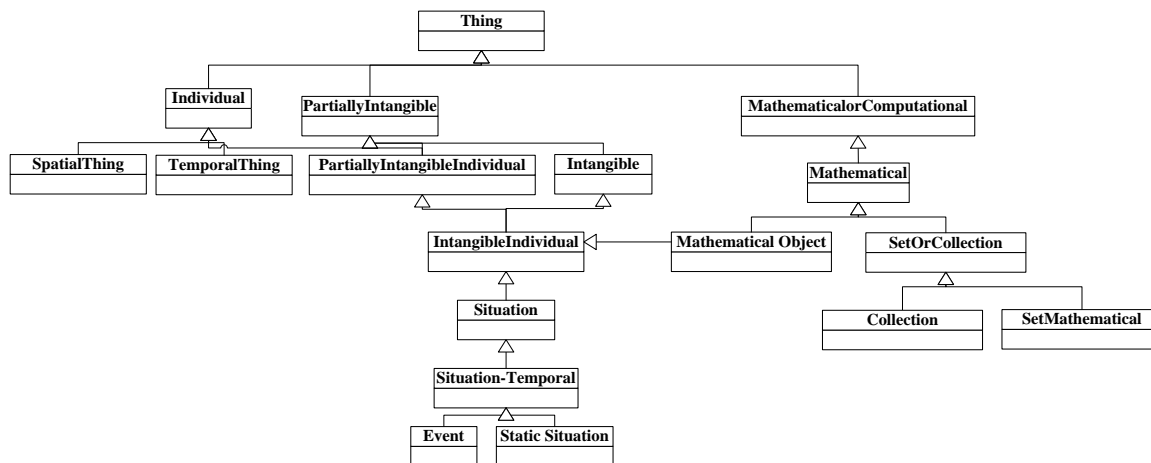 Thing
Individual
PartiallyIntangible
MathematicalorComputational
SpatialThing
TemporalThing
PartiallyIntangibleIndividual
Intangible
Mathematical
IntangibleIndividual
Mathematical Object
SetOrCollection
Situation
Collection
SetMathematical
Situation-Temporal
Event
Static Situation